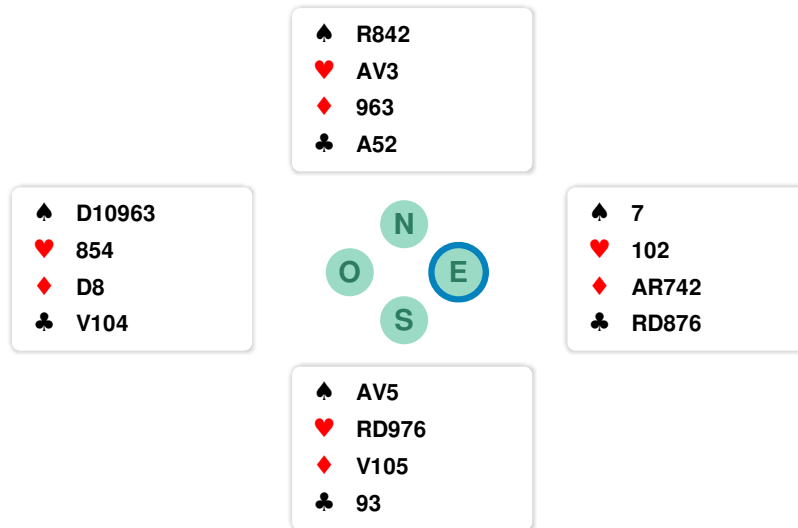 ♠ R842
♥ AV3
♦ 963
♣ A52
♠ D10963
♥ 854
♦ D8
♣ V104
N
O E
S
♠ 7
♥ 102
♦ AR742
♣ RD876
♠ AV5
♥ RD976
♦ V105
♣ 93